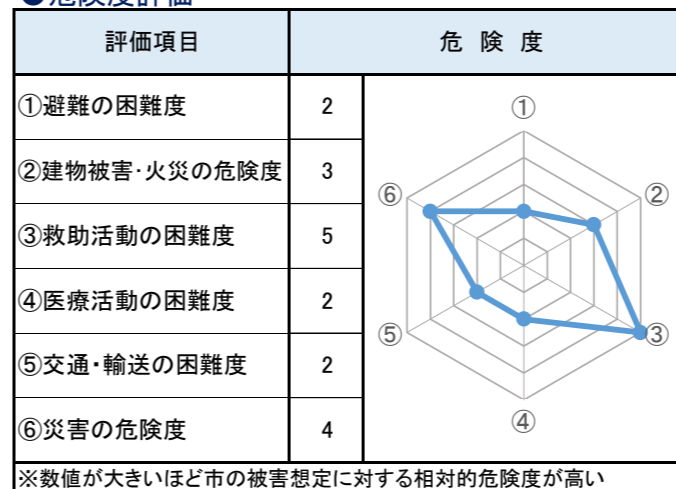 ●危険度評価
評価項目 危険度
①避難の困難度 2
②建物被害･火災の危険度 3
③救助活動の困難度 5
④医療活動の困難度 2
⑤交通・輸送の困難度 2
⑥災害の危険度 4
①
②
③
④
⑤
⑥
※数値が大きいほど市の被害想定に対する相対的危険度が高い